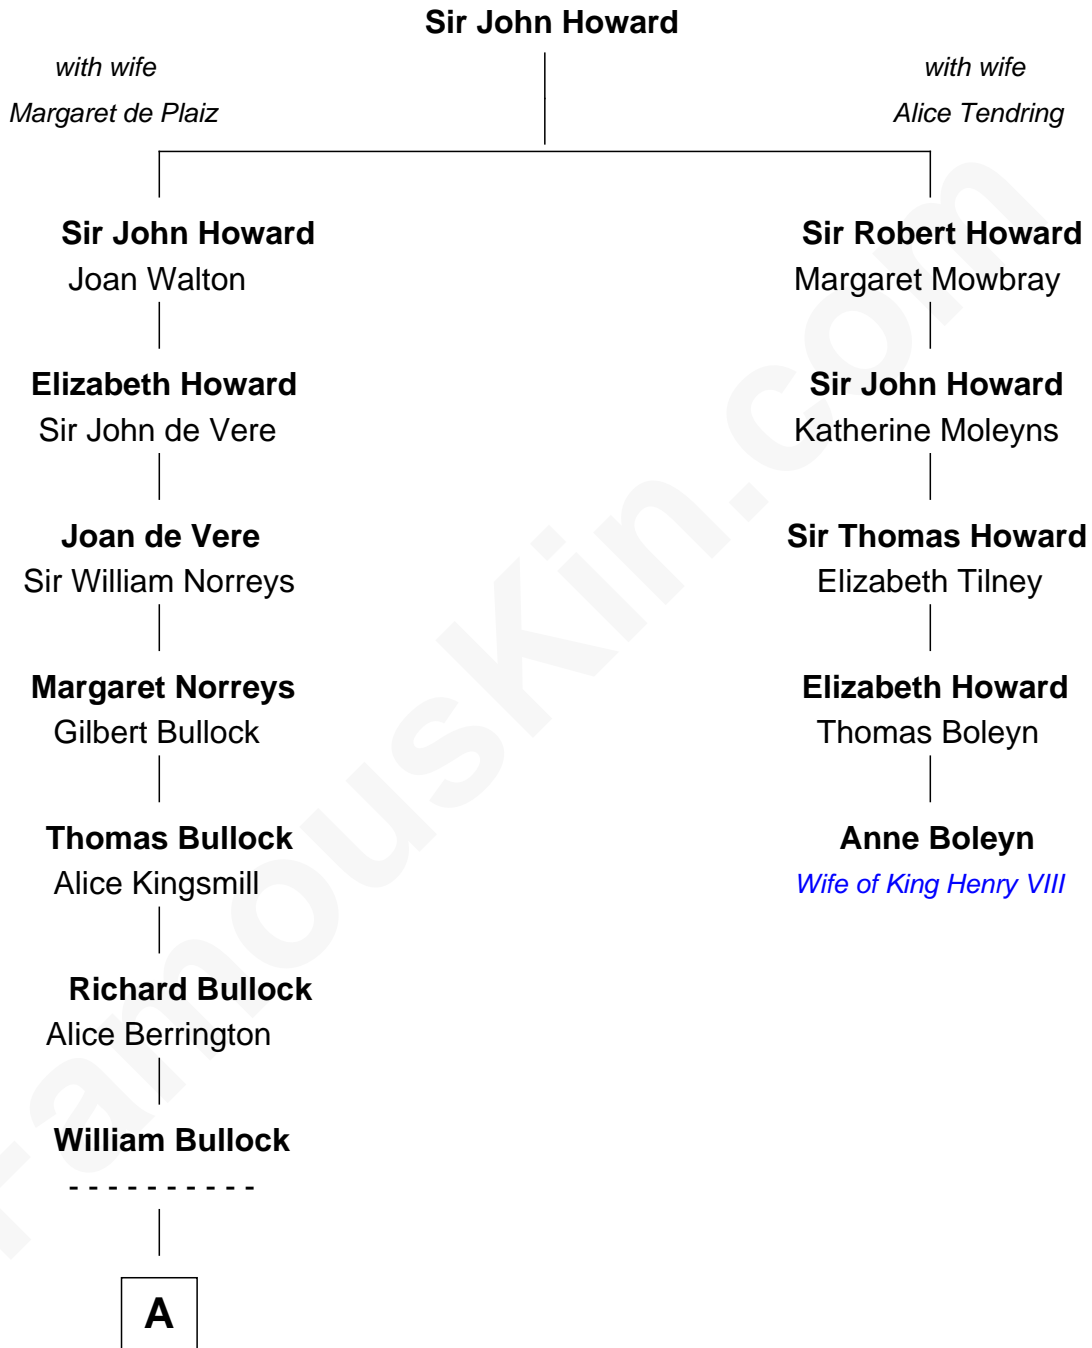 Sir John Howard
with wife
Margaret de Plaiz
with wife
Alice Tendring
Sir John Howard
Joan Walton
Sir Robert Howard
Margaret Mowbray
Elizabeth Howard
Sir John de Vere
Sir John Howard
Katherine Moleyns
Joan de Vere
Sir William Norreys
Sir Thomas Howard
Elizabeth Tilney
Margaret Norreys
Gilbert Bullock
Elizabeth Howard
Thomas Boleyn
Thomas Bullock
Alice Kingsmill
Anne Boleyn
Wife of King Henry VIII
Richard Bullock
Alice Berrington
William Bullock
- - - - - - - - - -
A
FamousKin.com